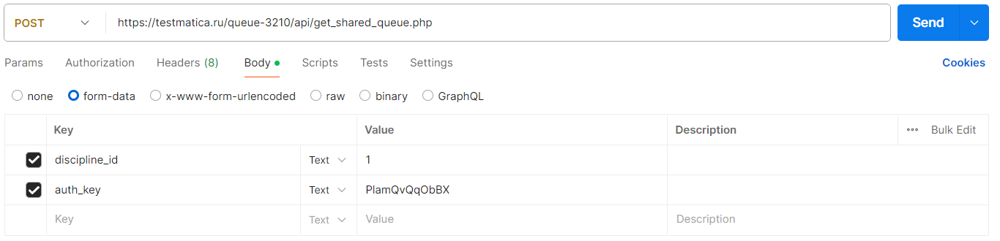 POST https://testmatica.ru/queue-3210/api/get_shared_queue.php Send
Params Authorization Headers (8) Body Scripts Tests Settings Cookies
none form-data x-www-form-urlencoded raw binary GraphQL
Key Value Description Bulk Edit
discipline_id Text 1
auth_key Text PlamQvQqObBX
Key Text Value Description